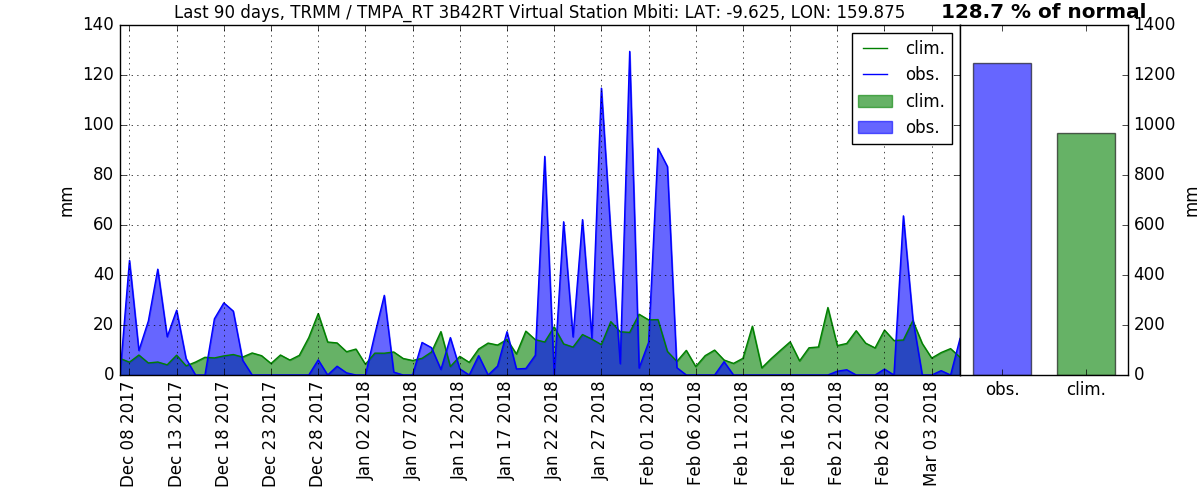 Last 90 days, TRMM / TMPA_RT 3B42RT Virtual Station Mbiti: LAT: -9.625, LON: 159.875
128.7 % of normal
140
120
100
80
60
40
20
0
mm
clim.
obs.
clim.
obs.
1400
1200
1000
800
600
400
200
0
mm
Dec 08 2017
Dec 13 2017
Dec 18 2017
Dec 23 2017
Dec 28 2017
Jan 02 2018
Jan 07 2018
Jan 12 2018
Jan 17 2018
Jan 22 2018
Jan 27 2018
Feb 01 2018
Feb 06 2018
Feb 11 2018
Feb 16 2018
Feb 21 2018
Feb 26 2018
Mar 03 2018
obs.
clim.